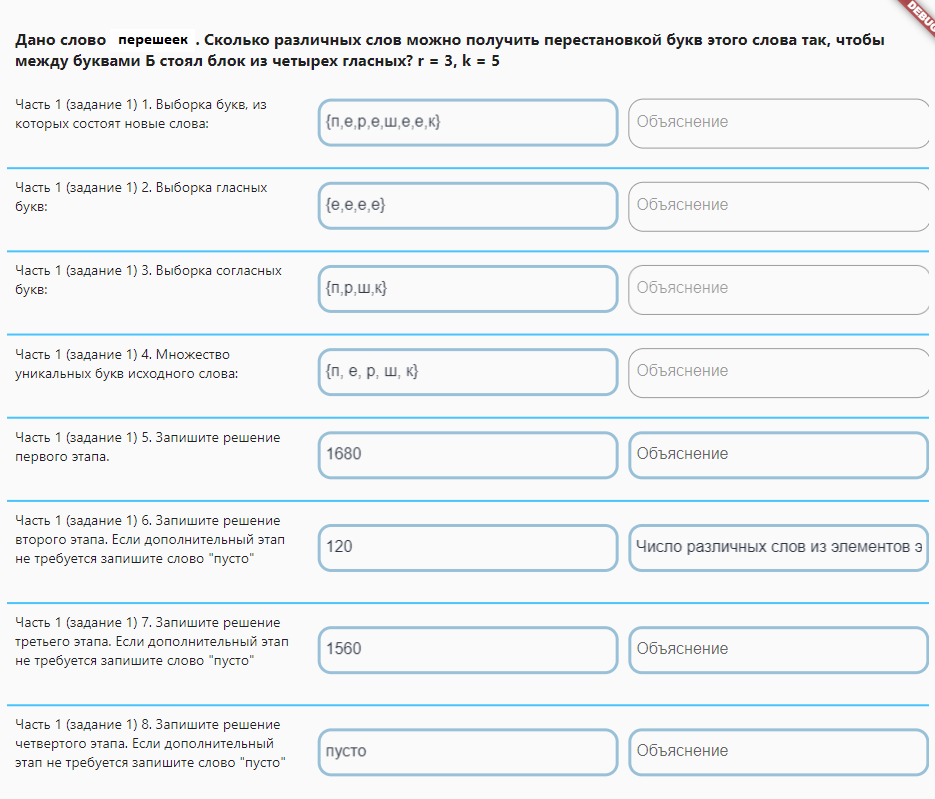 DEBUG
Дано слово перешеек . Сколько различных слов можно получить перестановкой букв этого слова так, чтобы
между буквами Б стоял блок из четырех гласных? r = 3, k = 5
Часть 1 (задание 1) 1. Выборка букв, из
которых состоят новые слова:
{п,е,р,е,ш,е,е,к}
Объяснение
Часть 1 (задание 1) 2. Выборка гласных
букв:
{е,е,е,е}
Объяснение
Часть 1 (задание 1) 3. Выборка согласных
букв:
{п,р,ш,к}
Объяснение
Часть 1 (задание 1) 4. Множество
уникальных букв исходного слова:
{п, е, р, ш, к}
Объяснение
Часть 1 (задание 1) 5. Запишите решение
первого этапа.
1680
Объяснение
Часть 1 (задание 1) 6. Запишите решение
второго этапа. Если дополнительный этап
не требуется запишите слово "пусто"
120
Число различных слов из элементов э
Часть 1 (задание 1) 7. Запишите решение
третьего этапа. Если дополнительный этап
не требуется запишите слово "пусто"
1560
Объяснение
Часть 1 (задание 1) 8. Запишите решение
четвертого этапа. Если дополнительный
этап не требуется запишите слово "пусто"
пусто
Объяснение